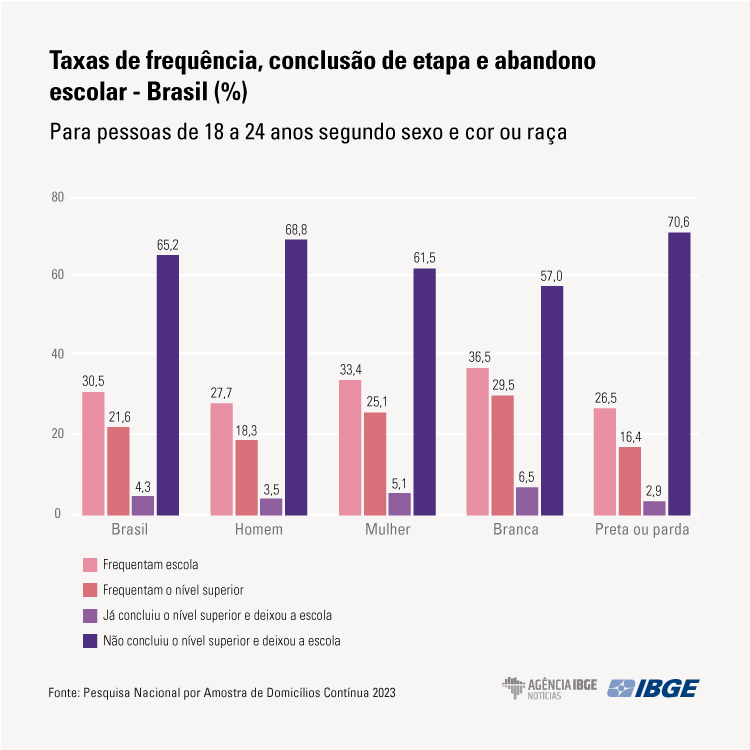 Taxas de frequência, conclusão de etapa e abandono
escolar - Brasil (%)
Para pessoas de 18 a 24 anos segundo sexo e cor ou raça
80
60
40
20
0
30,5
21,6
4,3
65,2
27,7
18,3
3,5
68,8
33,4
25,1
5,1
61,5
36,5
29,5
6,5
57,0
26,5
16,4
2,9
70,6
Brasil
Homem
Mulher
Branca
Preta ou parda
Frequentam escola
Frequentam o nível superior
Já concluiu o nível superior e deixou a escola
Não concluiu o nível superior e deixou a escola
Fonte: Pesquisa Nacional por Amostra de Domicílios Contínua 2023
AGÊNCIA IBGE
NOTÍCIAS
IBGE